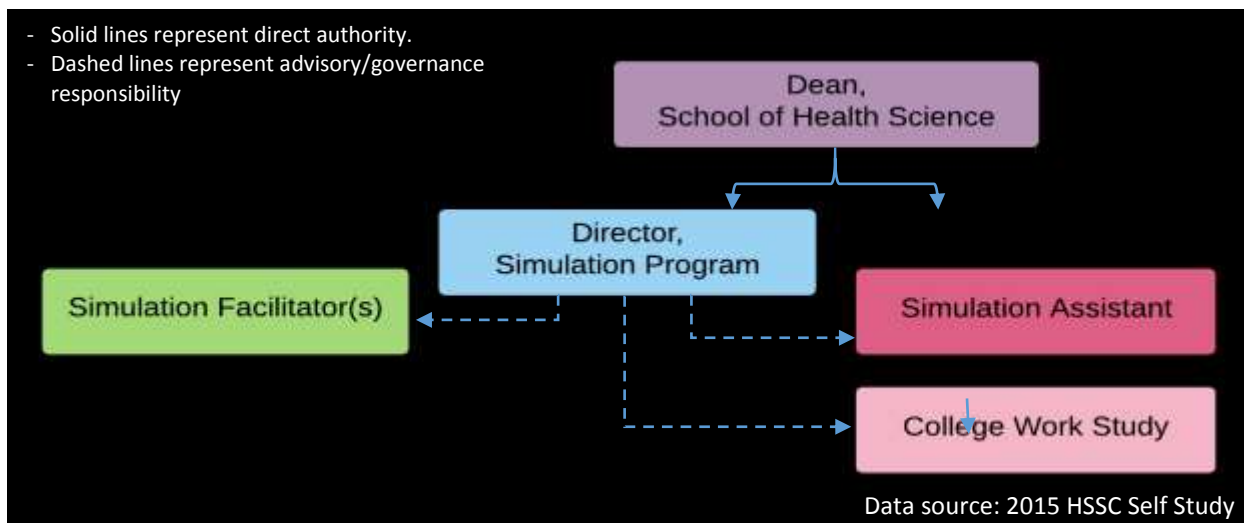 - Solid lines represent direct authority.
- Dashed lines represent advisory/governance
responsibility
Dean,
School of Health Science
Director,
Simulation Program
Simulation Facilitator(s)
Simulation Assistant
College Work Study
Data source: 2015 HSSC Self Study